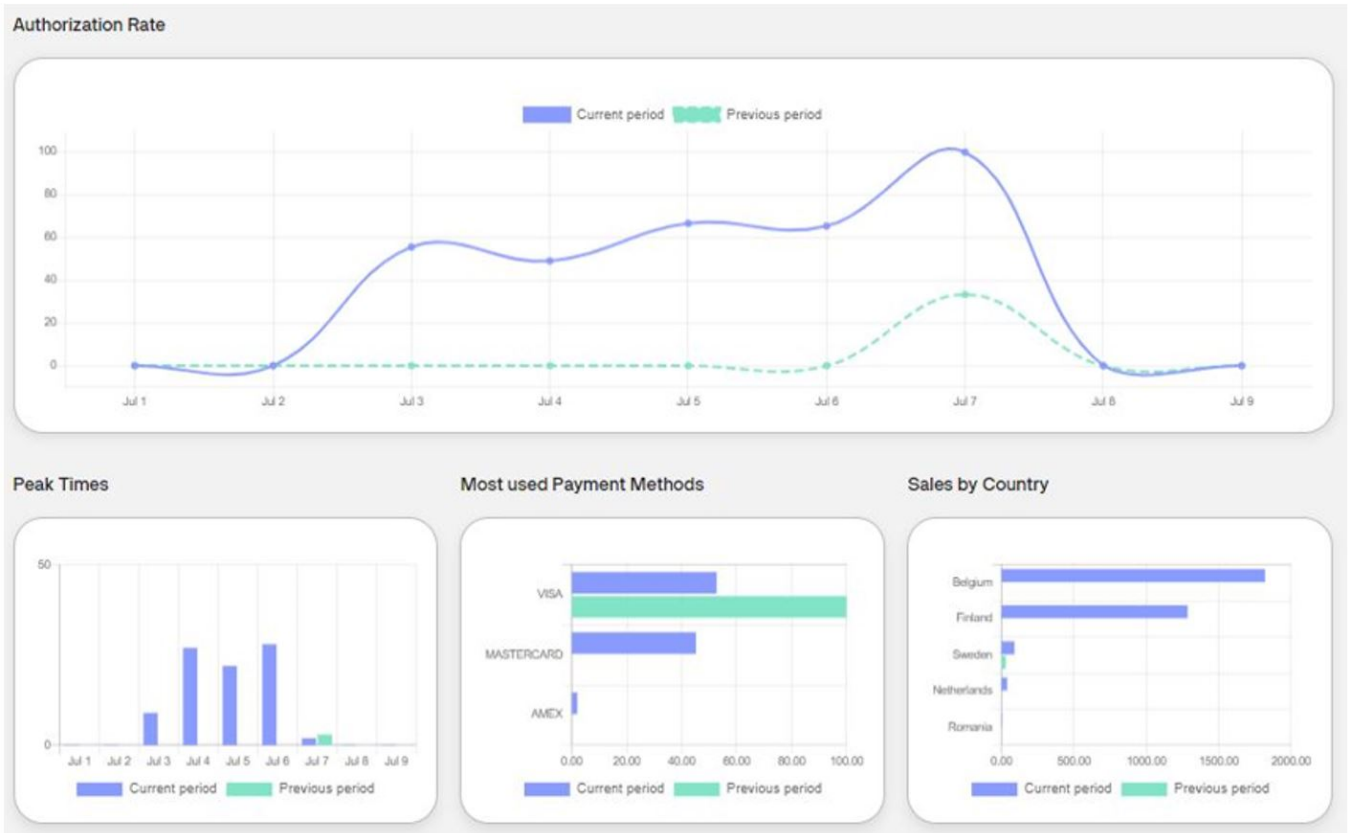 Authorization Rate
Current period Previous period
100
80
60
40
20
0
Jul 1 Jul 2 Jul 3 Jul 4 Jul 5 Jul 6 Jul 7 Jul 8 Jul 9
Peak Times
50
0
Jul 1 Jul 2 Jul 3 Jul 4 Jul 5 Jul 6 Jul 7 Jul 8 Jul 9
Current period Previous period
Most used Payment Methods
VISA
MASTERCARD
AMEX
0.00 20.00 40.00 60.00 80.00 100.00
Current period Previous period
Sales by Country
Belgium
Finland
Sweden
Netherlands
Romania
0.00 500.00 1000.00 1500.00 2000.00
Current period Previous period